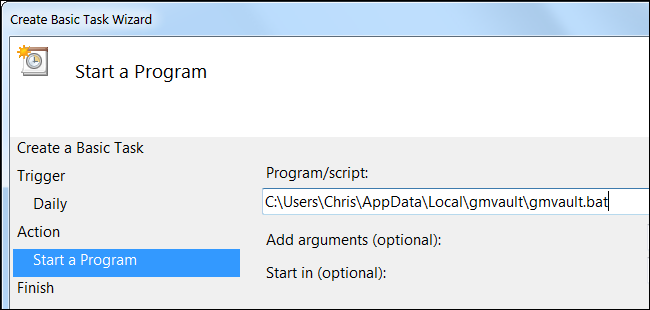 Create Basic Task Wizard
Start a Program
Create a Basic Task
Trigger
Daily
Action
Start a Program
Finish
Program/script:
C:\Users\Chris\AppData\Local\gmvault\gmvault.bat
Add arguments (optional):
Start in (optional):